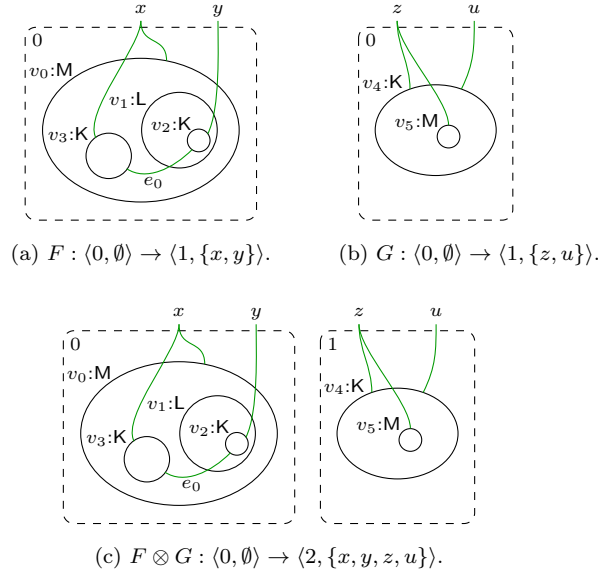 x y z u
0 0
v₀:M
v₁:L v₄:K
v₃:K v₂:K v₅:M
e₀
(a) F : ⟨0, ∅⟩ → ⟨1, {x, y}⟩. (b) G : ⟨0, ∅⟩ → ⟨1, {z, u}⟩.
x y z u
0 1
v₀:M v₄:K
v₁:L
v₃:K v₂:K v₅:M
e₀
(c) F ⊗ G : ⟨0, ∅⟩ → ⟨2, {x, y, z, u}⟩.